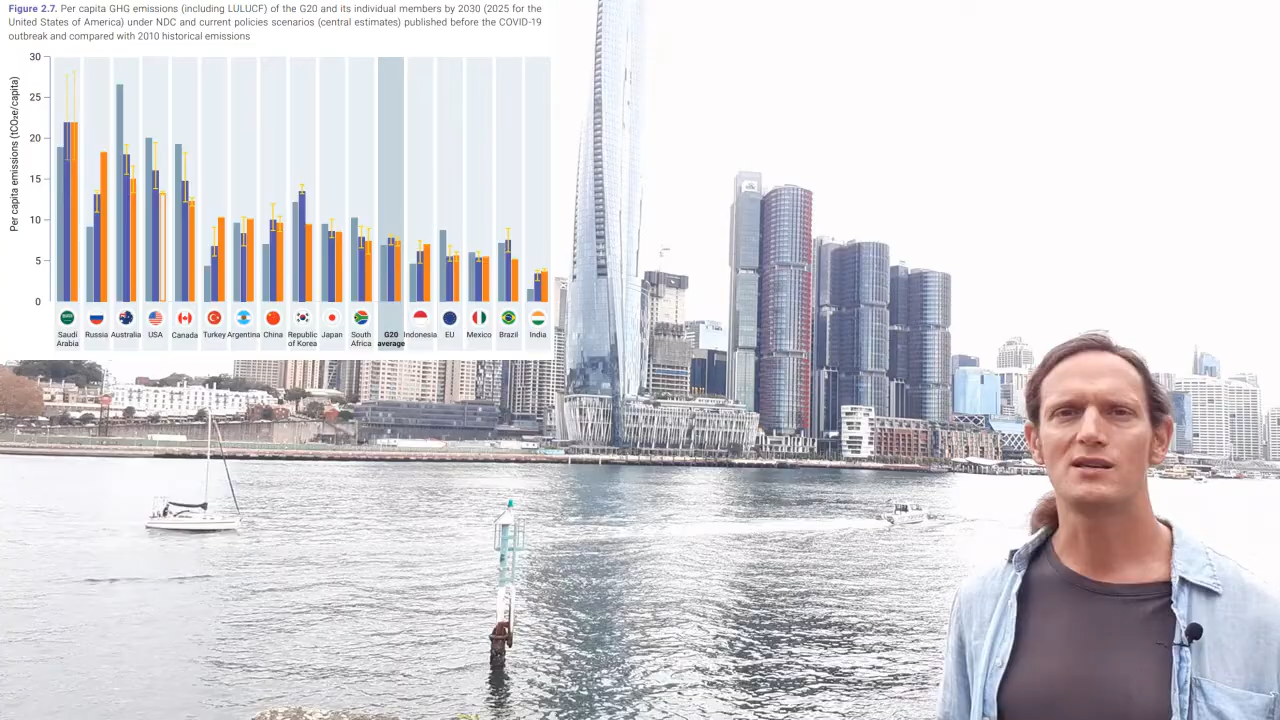 Figure 2.7. Per capita GHG emissions (including LULUCF) of the G20 and its individual members by 2030 (2025 for the
United States of America) under NDC and current policies scenarios (central estimates) published before the COVID-19
outbreak and compared with 2010 historical emissions
Per capita emissions (tCO₂e/capita)
30
25
20
15
10
5
0
Saudi
Arabia
Russia
Australia
USA
Canada
Turkey
Argentina
China
Republic
of Korea
Japan
South
Africa
G20
average
Indonesia
EU
Mexico
Brazil
India